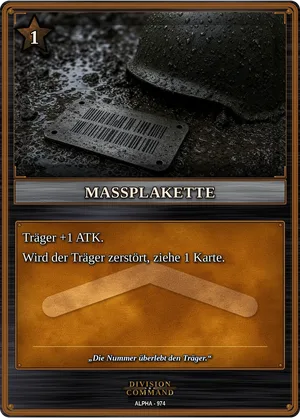 1
MASSPLAKETTE
Träger +1 ATK.
Wird der Träger zerstört, ziehe 1 Karte.
„Die Nummer überlebt den Träger.“
DIVISION
COMMAND
ALPHA - 974